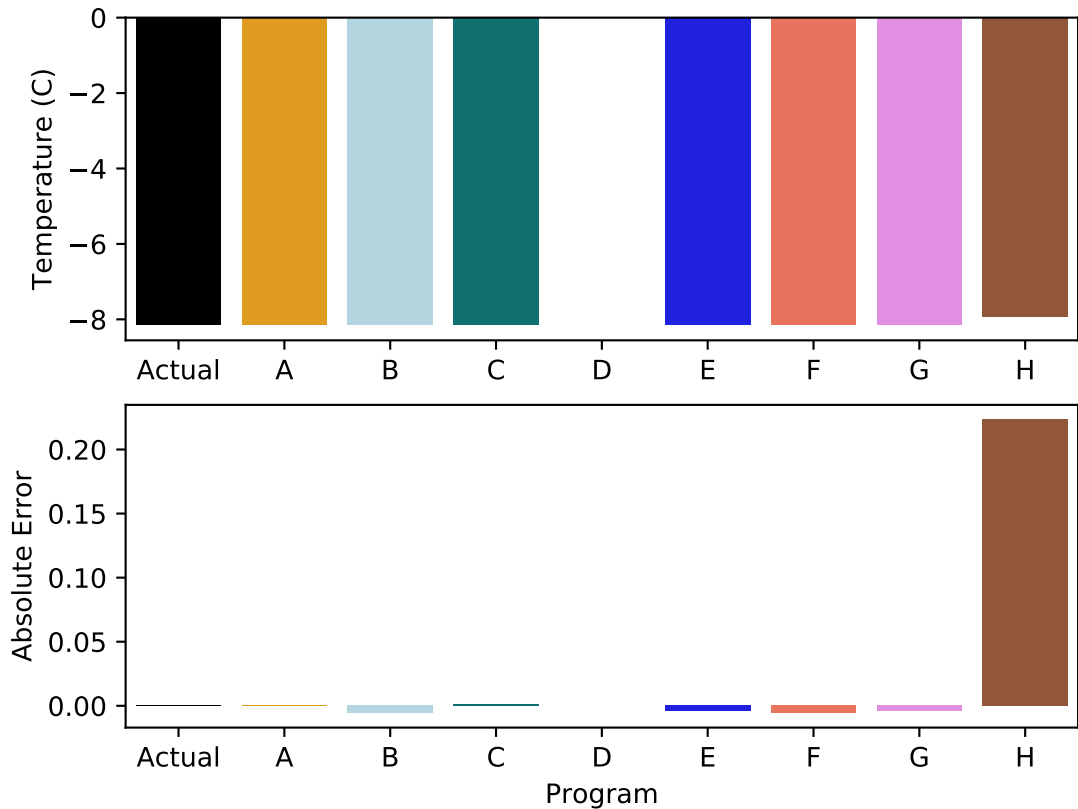 Temperature (C)
0
−2
−4
−6
−8
Actual A B C D E F G H
Absolute Error
0.20
0.15
0.10
0.05
0.00
Actual A B C D E F G H
Program